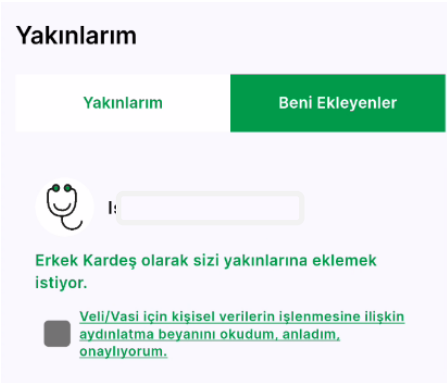 Yakınlarım
Yakınlarım
Beni Ekleyenler
Erkek Kardeş olarak sizi yakınlarına eklemek
istiyor.
Veli/Vasi için kişisel verilerin işlenmesine ilişkin
aydınlatma beyanını okudum, anladım,
onaylıyorum.